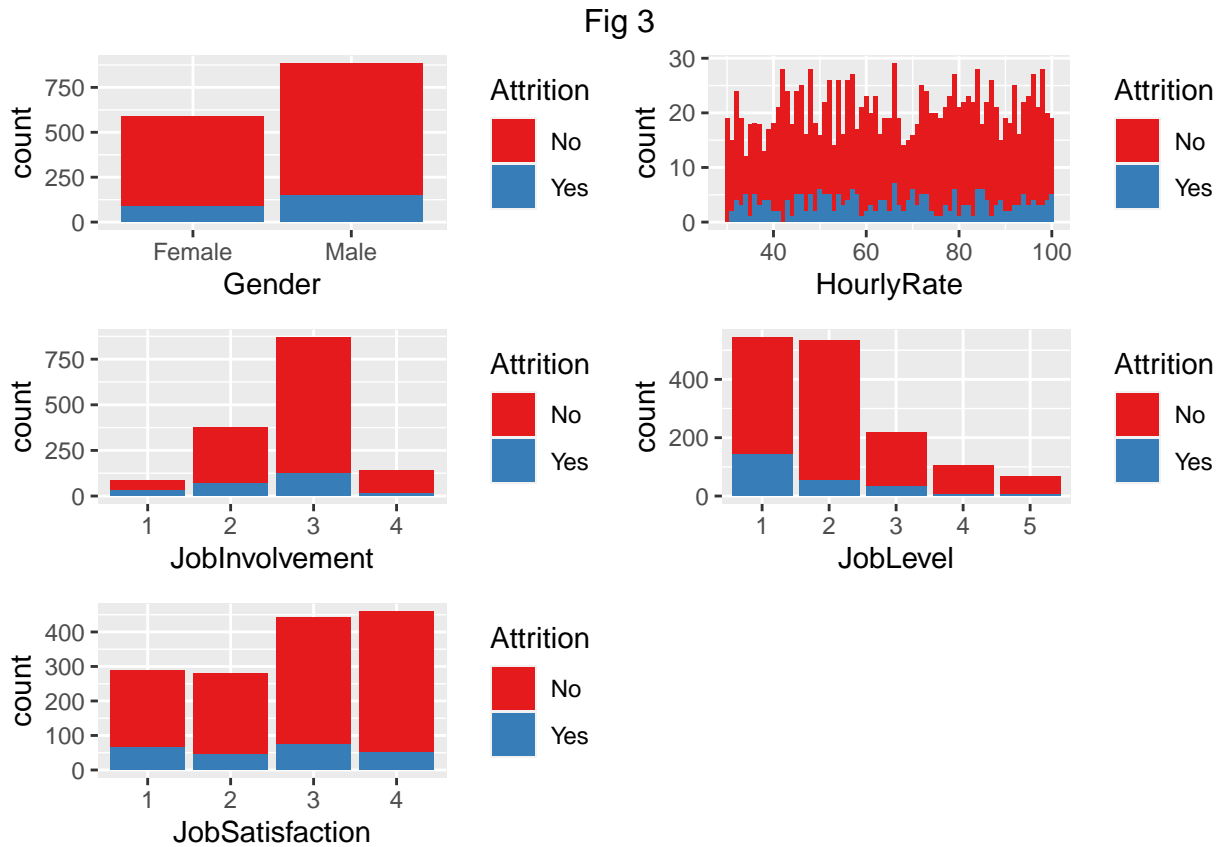 Fig 3
750
500
250
0
count
Female Male
Gender
Attrition
No
Yes
30
20
10
0
count
40 60 80 100
HourlyRate
Attrition
No
Yes
750
500
250
0
count
1 2 3 4
JobInvolvement
Attrition
No
Yes
400
200
0
count
1 2 3 4 5
JobLevel
Attrition
No
Yes
400
300
200
100
0
count
1 2 3 4
JobSatisfaction
Attrition
No
Yes